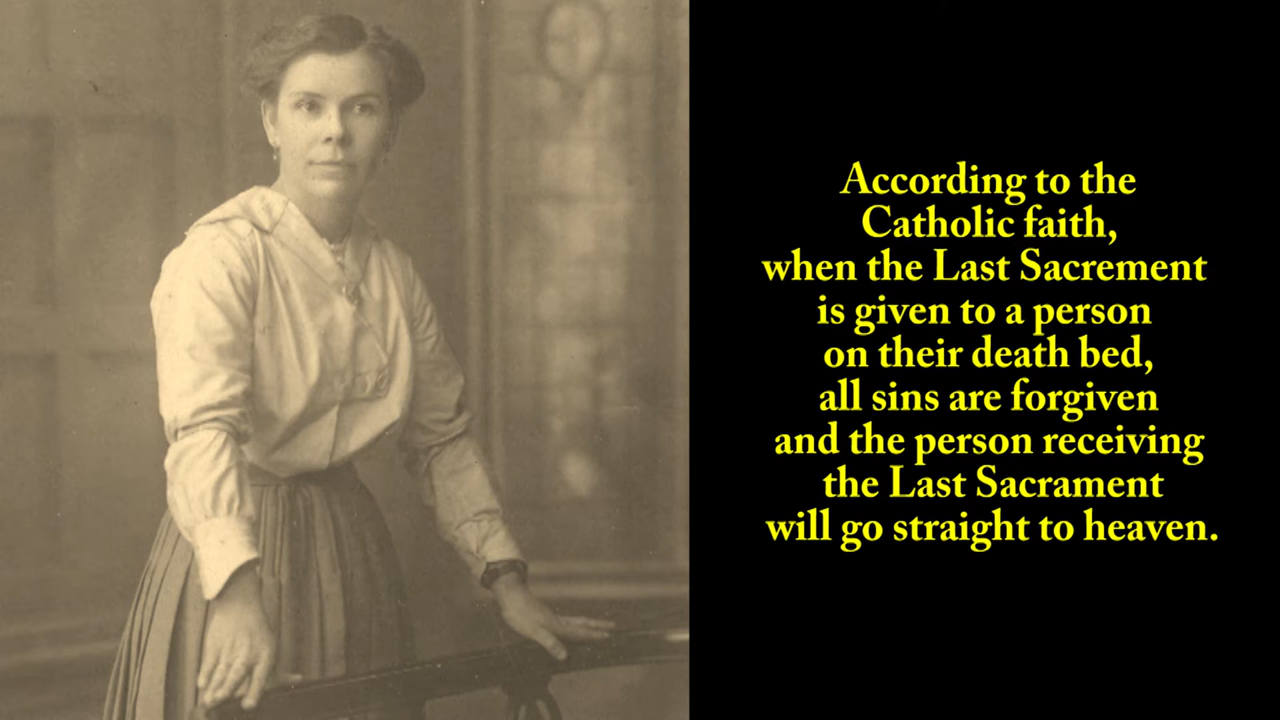 According to the
Catholic faith,
when the Last Sacrement
is given to a person
on their death bed,
all sins are forgiven
and the person receiving
the Last Sacrament
will go straight to heaven.